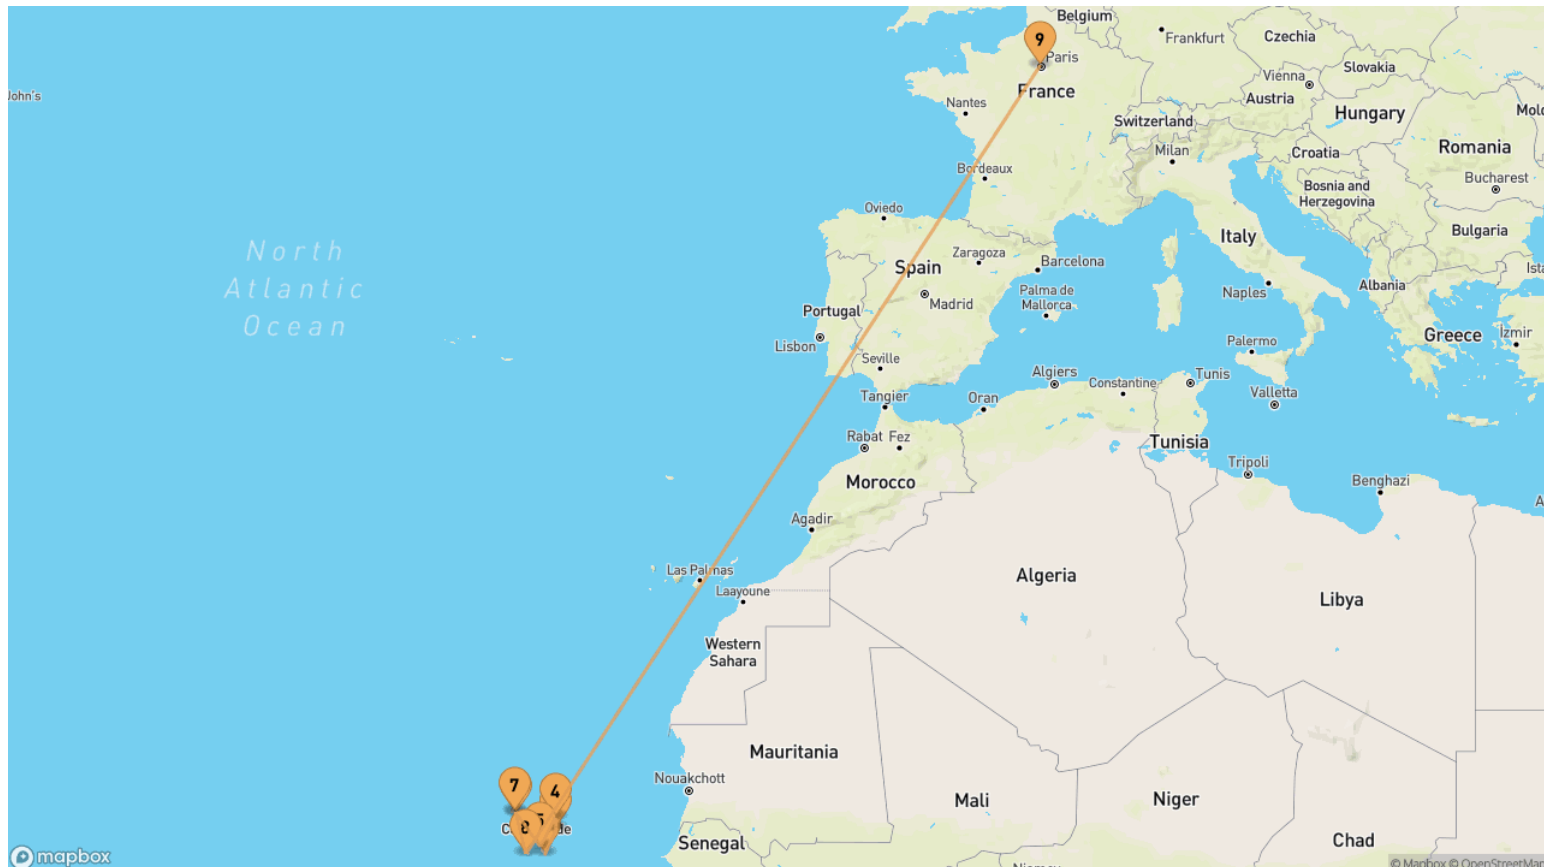 Belgium
Frankfurt
Czechia
9
Paris
Slovakia
Vienna
John's
France
Austria
Nantes
Hungary
Switzerland
Milan
Croatia
Romania
Bordeaux
Bucharest
Bosnia and
Herzegovina
Oviedo
Bulgaria
Italy
North
Atlantic
Ocean
Zaragoza
Barcelona
Spain
Albania
Naples
Palma de
Mallorca
Madrid
Portugal
Greece
Izmir
Lisbon
Palermo
Seville
Algiers
Constantine
Tunis
Valletta
Tangier
Oran
Rabat
Fez
Tunisia
Tripoli
Morocco
Benghazi
Agadir
Las Palmas
Algeria
Laayoune
Libya
Western
Sahara
Mauritania
Nouakchott
7
4
Mali
Niger
Senegal
Chad
mapbox
© Mapbox © OpenStreetMap